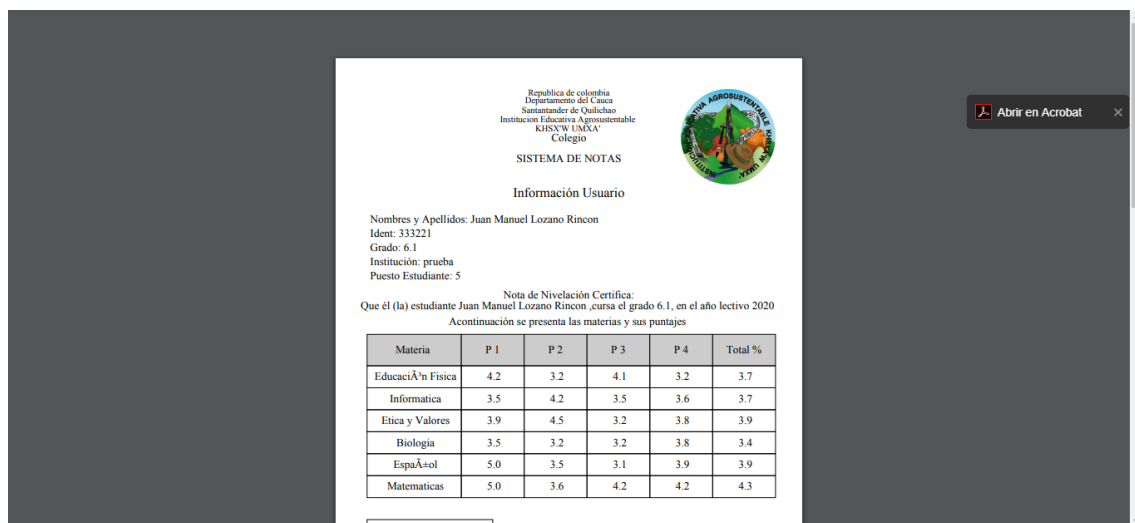 Republica de colombia
Departamento del Cauca
Santantander de Quilichao
Institucion Educativa Agrosustentable
KHSX'W UMXA'
Colegio
SISTEMA DE NOTAS
INSTITUCION EDUCATIVA AGROSUSTENTABLE KHSX'W UMXA'
Abrir en Acrobat
Información Usuario
Nombres y Apellidos: Juan Manuel Lozano Rincon
Ident: 333221
Grado: 6.1
Institución: prueba
Puesto Estudiante: 5
Nota de Nivelación Certifica:
Que él (la) estudiante Juan Manuel Lozano Rincon ,cursa el grado 6.1, en el año lectivo 2020
Acontinuación se presenta las materias y sus puntajes
Materia P 1 P 2 P 3 P 4 Total %
EducaciÃ³n Fisica 4.2 3.2 4.1 3.2 3.7
Informatica 3.5 4.2 3.5 3.6 3.7
Etica y Valores 3.9 4.5 3.2 3.8 3.9
Biologia 3.5 3.2 3.2 3.8 3.4
EspaÃ±ol 5.0 3.5 3.1 3.9 3.9
Matematicas 5.0 3.6 4.2 4.2 4.3